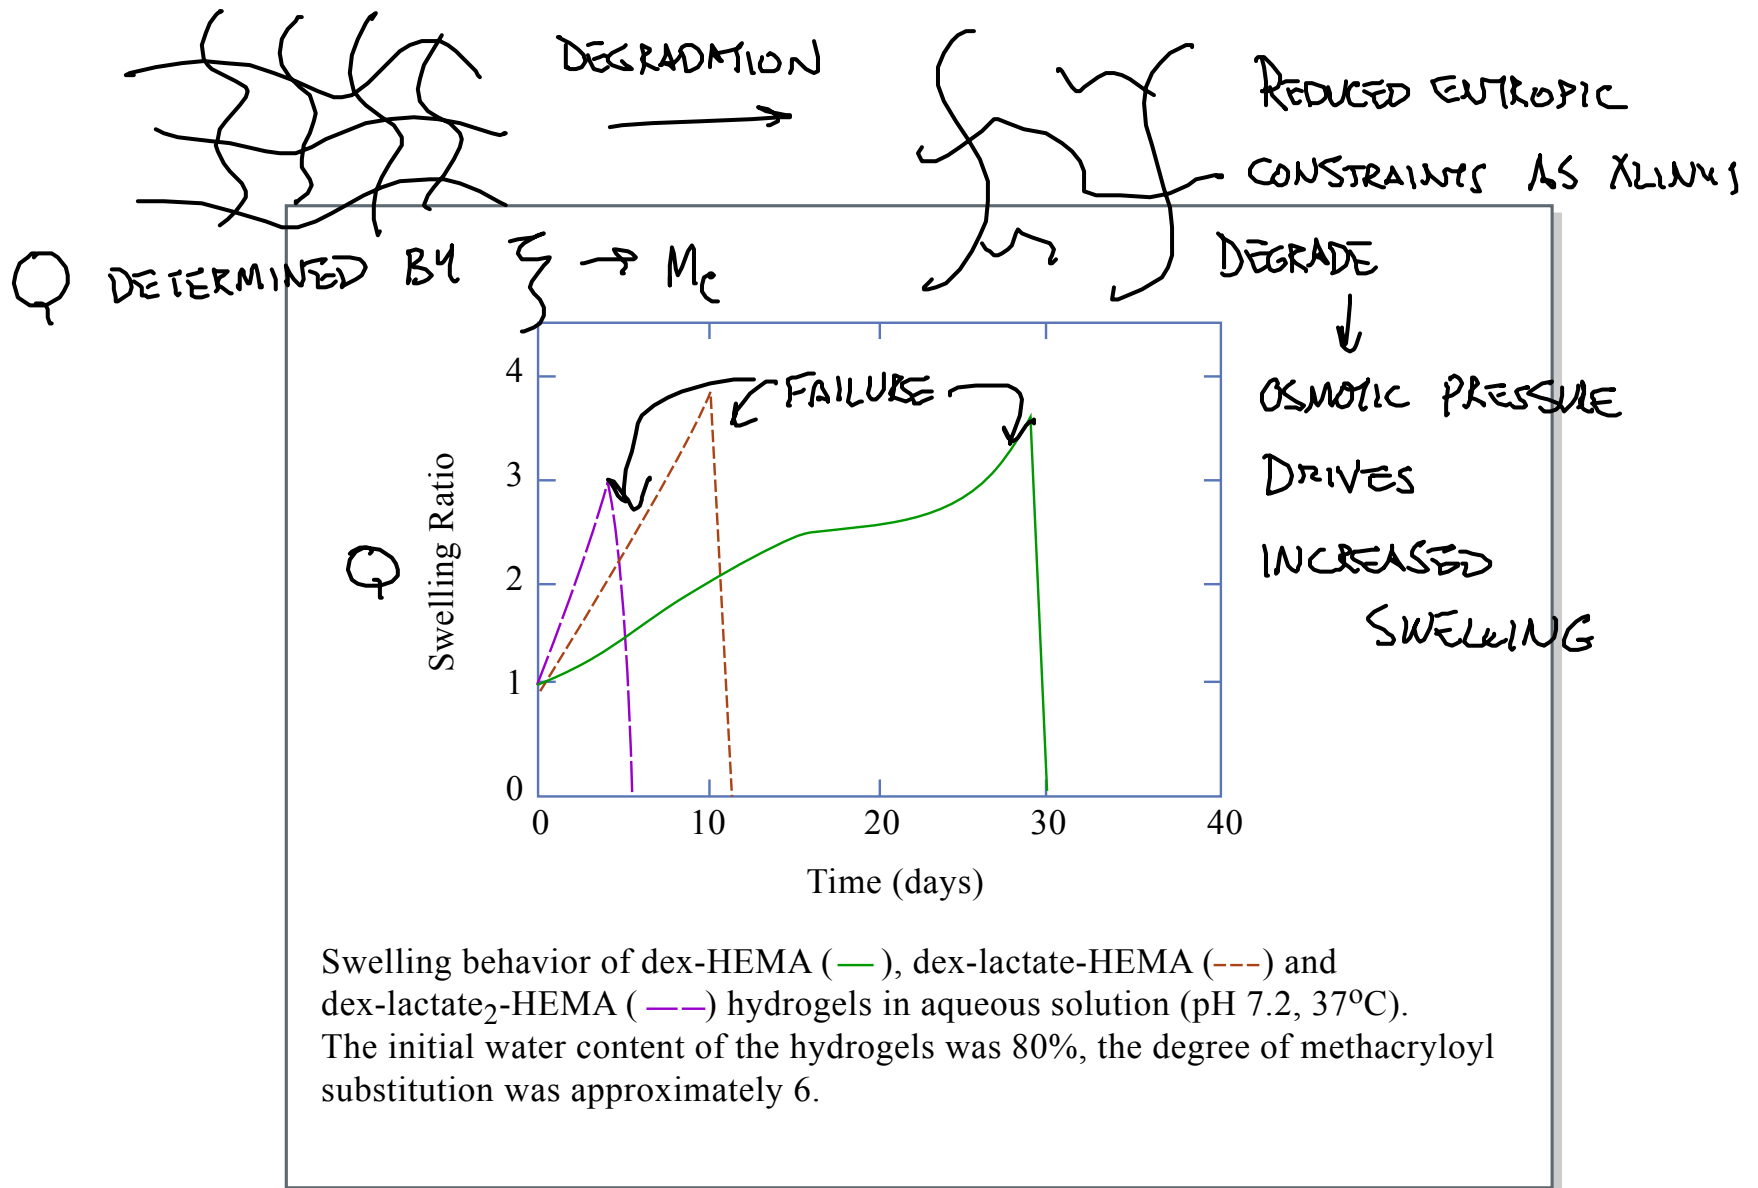 DEGRADATION
REDUCED ENTROPIC
CONSTRAINTS AS XLINKS
DEGRADE
Q DETERMINED BY → Mc
OSMOTIC PRESSURE
DRIVES
INCREASED
SWELLING
FAILURE
Q
Swelling Ratio
4
3
2
1
0
0 10 20 30 40
Time (days)
Swelling behavior of dex-HEMA ( — ), dex-lactate-HEMA (---) and
dex-lactate₂-HEMA ( — — ) hydrogels in aqueous solution (pH 7.2, 37°C).
The initial water content of the hydrogels was 80%, the degree of methacryloyl
substitution was approximately 6.